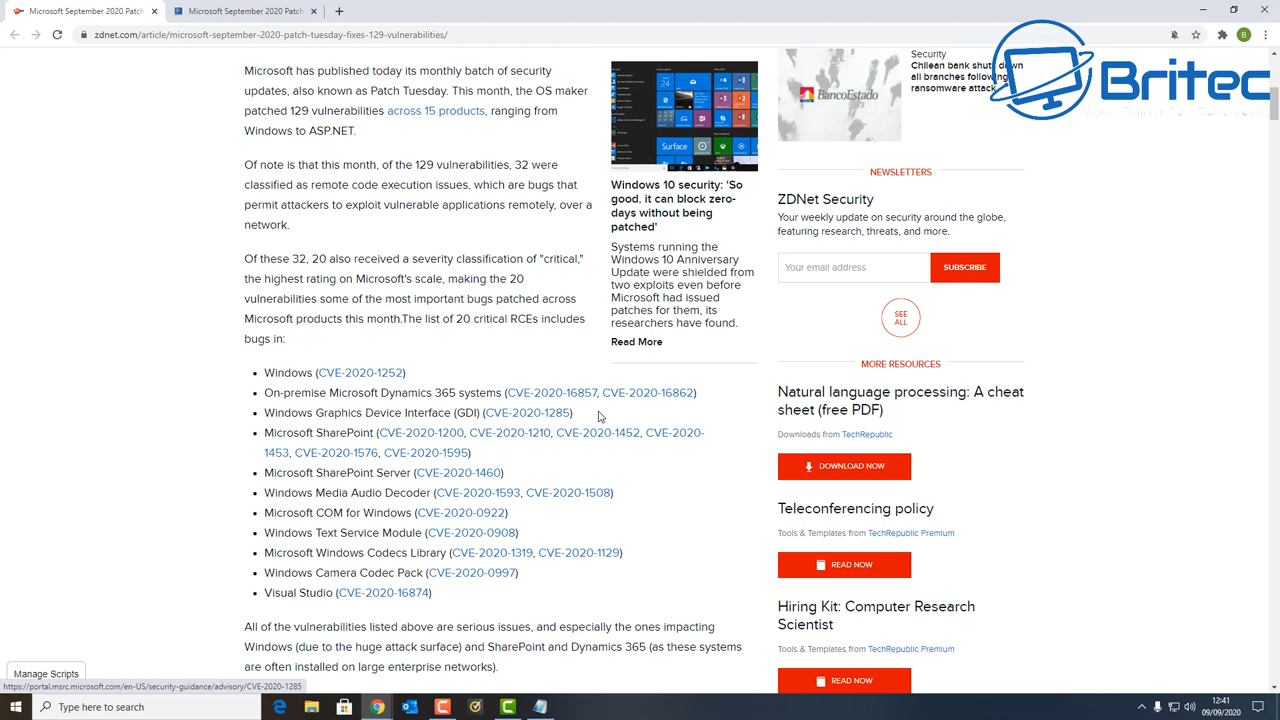 Microsoft September 2020 Patch
Microsoft September 2020 Patch
zdnet.com/article/microsoft-september-2020-patch-tuesday-fixes-129-vulnerabilities/
B
Britec
Microsoft has published its monthly batch of security
updates, known as Patch Tuesday. This month, the OS maker
vulnerabilities across 15 products, ranging from
Windows to ASP.NET.
Of note is that this month, of the 129 vulnerabilities, 32 were
classified as remote code execution issues, which are bugs that
permit attackers to exploit vulnerable applications remotely, over a
network.
Of these 32, 20 also received a severity classification of "critical,"
the top rating on Microsoft's scale, making the 20
vulnerabilities some of the most important bugs patched across
Microsoft products this month.The list of 20 critical RCEs includes
bugs in:
Windows 10 security: 'So
good, it can block zero-
days without being
patched'
Systems running the
Windows 10 Anniversary
Update were shielded from
two exploits even before
Microsoft had issued
patches for them, its
researchers have found.
Read More
• Windows (CVE-2020-1252)
• On-premises Microsoft Dynamics 365 systems (CVE-2020-16857, CVE-2020-16862)
• Windows Graphics Device Interface (GDI) (CVE-2020-1285)
• Microsoft SharePoint (CVE-2020-1200, CVE-2020-1210, CVE-2020-1452, CVE-2020-
1453, CVE-2020-1576, CVE-2020-1595)
• Microsoft SharePoint Server (CVE-2020-1460)
• Windows Media Audio Decoder (CVE-2020-1593, CVE-2020-1508)
• Microsoft COM for Windows (CVE-2020-0922)
• Windows Text Service Module (CVE-2020-0908)
• Microsoft Windows Codecs Library (CVE-2020-1319, CVE-2020-1129)
• Windows Camera Codec Pack (CVE-2020-0997)
• Visual Studio (CVE-2020-16874)
All of the vulnerabilities listed above are serious issues, and especially the ones impacting
Windows (due to the huge attack surface) and SharePoint and Dynamics 365 (as these systems
often installed on large enterprise networks).
Security
Chilean bank shuts down
all branches following
ransomware attack
BancoEstado
NEWSLETTERS
ZDNet Security
Your weekly update on security around the globe,
featuring research, threats, and more.
Your email address
SUBSCRIBE
SEE
ALL
MORE RESOURCES
Natural language processing: A cheat
sheet (free PDF)
Downloads from TechRepublic
DOWNLOAD NOW
Teleconferencing policy
Tools & Templates from TechRepublic Premium
READ NOW
Hiring Kit: Computer Research
Scientist
Tools & Templates from TechRepublic Premium
READ NOW
Manage Scripts
https://portal.msrc.microsoft.com/en-US/security-guidance/advisory/CVE-2020-1285
Type here to search
12:41
09/09/2020